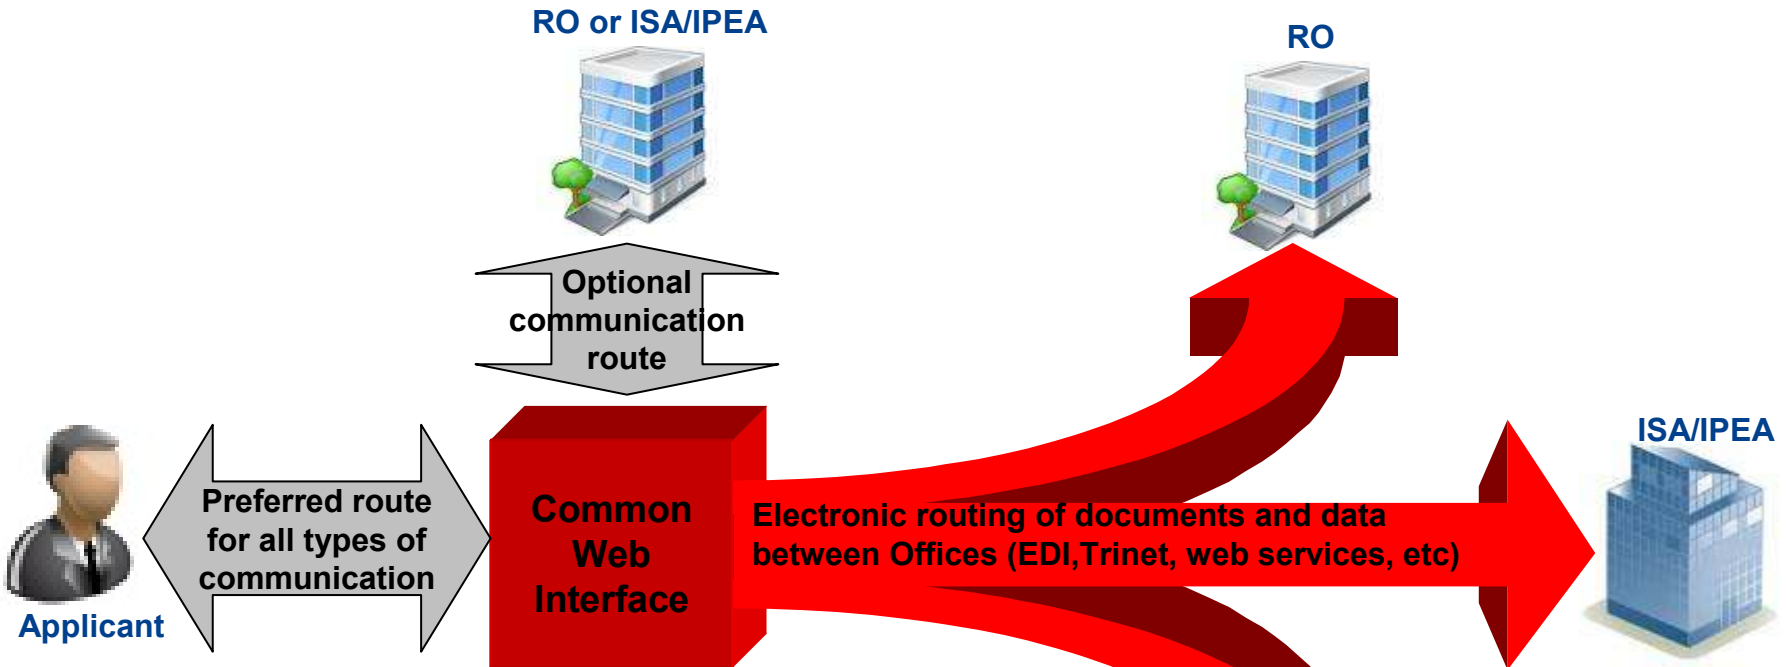 RO or ISA/IPEA
RO
Optional
communication
route
ISA/IPEA
Preferred route
for all types of
communication
Common
Web
Interface
Electronic routing of documents and data
between Offices (EDI,Trinet, web services, etc)
Applicant